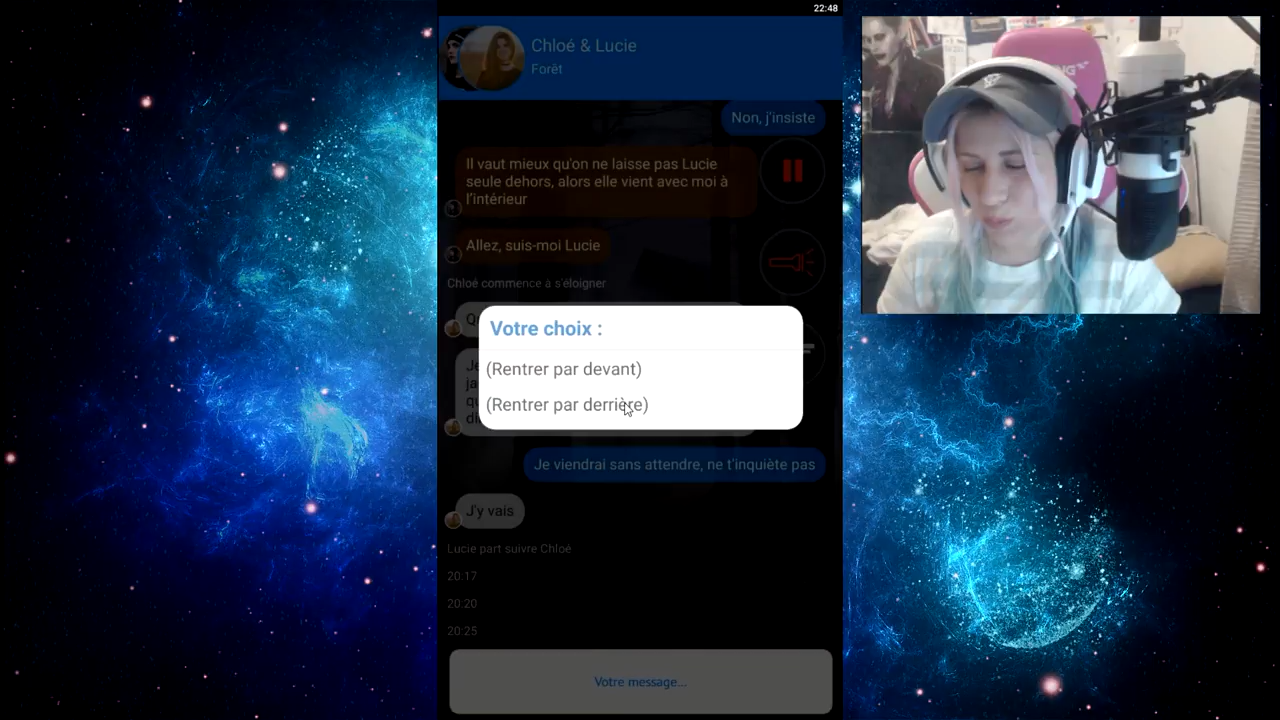 22:48
Chloé & Lucie
Forêt
Non, j'insiste
Il vaut mieux qu'on ne laisse pas Lucie
seule dehors, alors elle vient avec moi à
l'intérieur
Allez, suis-moi Lucie
Chloé commence à s'éloigner
Votre choix :
(Rentrer par devant)
(Rentrer par derrière)
Je viendrai sans attendre, ne t'inquiète pas
J'y vais
Lucie part suivre Chloé
20:17
20:20
20:25
Votre message...